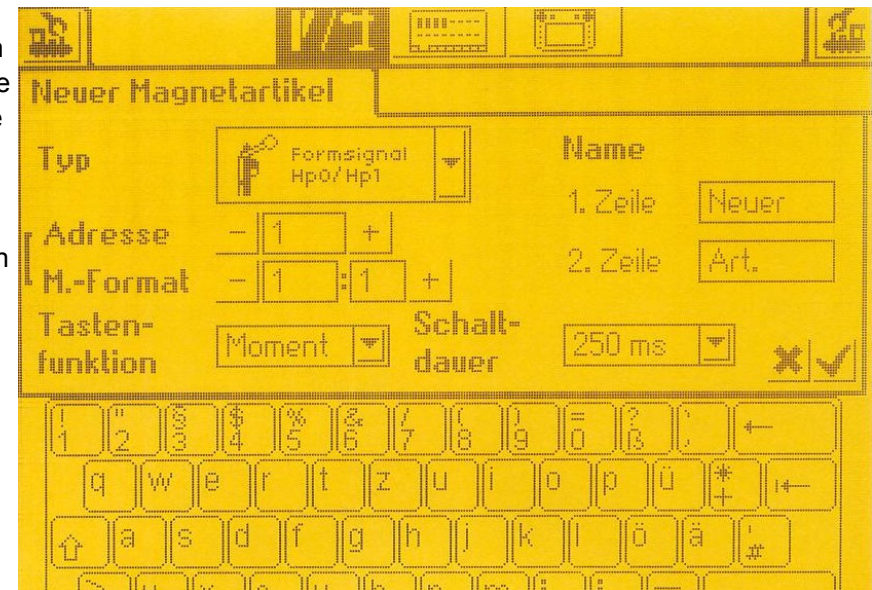 Neuer Magnetartikel
Typ
Formsignal
Hp0/Hp1
Name
1. Zeile Neuer
2. Zeile Art.
Adresse - 1 +
M.-Format - 1 : 1 +
Tasten-
funktion
Moment
Schalt-
dauer
250 ms
! " § $ % & / ( ) = ?
1 2 3 4 5 6 7 8 9 0 ß
q w e r t z u i o p ü * +
a s d f g h j k l ö ä ' #